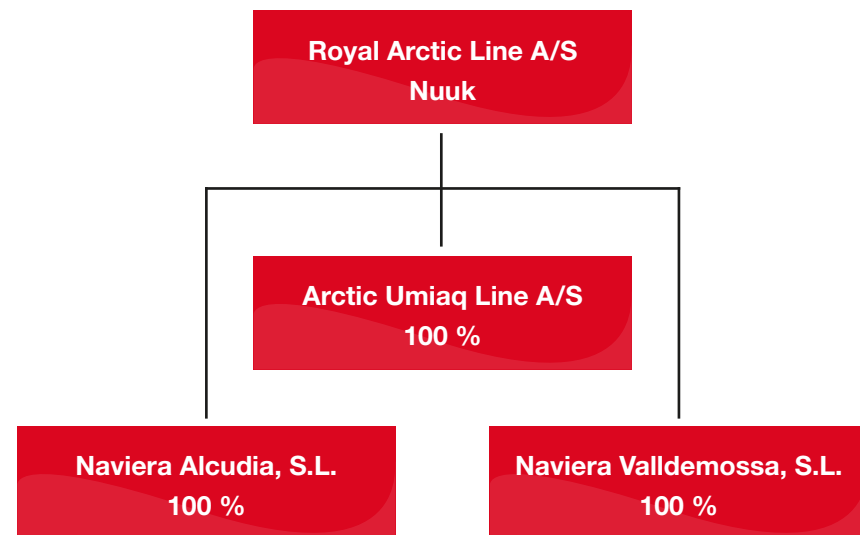 Royal Arctic Line A/S
Nuuk
Arctic Umiaq Line A/S
100 %
Naviera Alcudia, S.L.
100 %
Naviera Valldemossa, S.L.
100 %